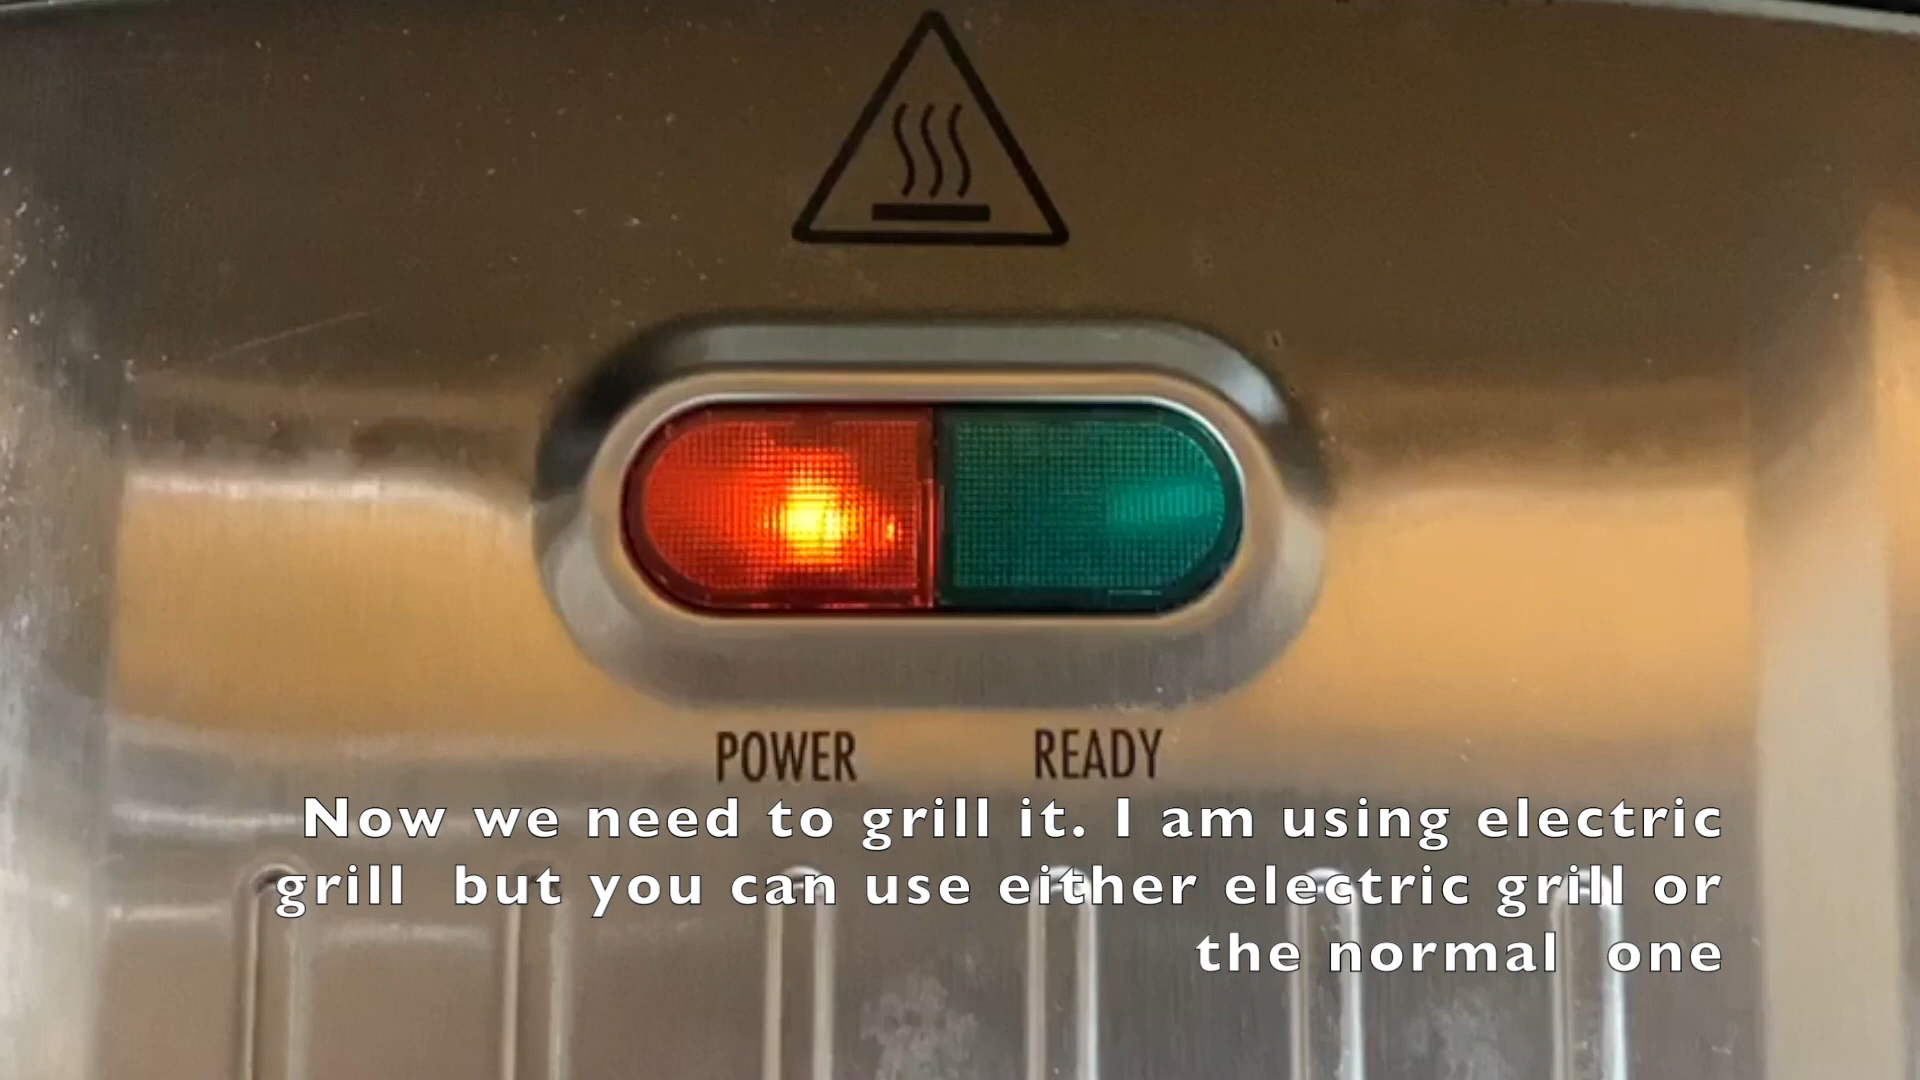 POWER READY
Now we need to grill it. I am using electric
grill but you can use either electric grill or
the normal one